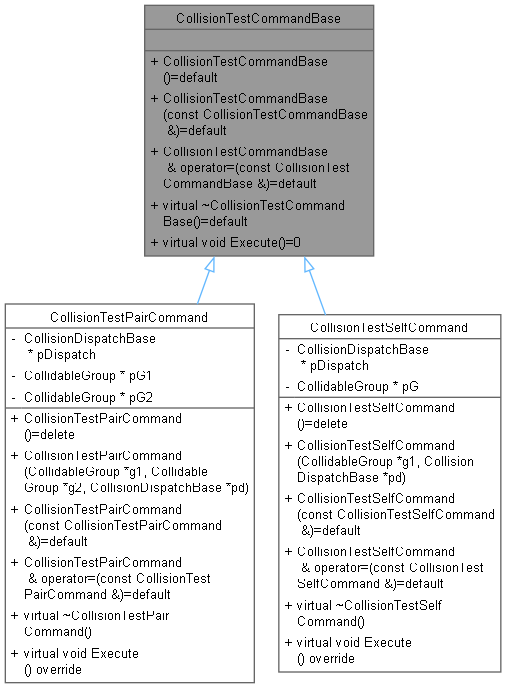 CollisionTestCommandBase
+ CollisionTestCommandBase
()=default
+ CollisionTestCommandBase
(const CollisionTestCommandBase
&)=default
+ CollisionTestCommandBase
& operator=(const CollisionTest
CommandBase &)=default
+ virtual ~CollisionTestCommand
Base()=default
+ virtual void Execute()=0
CollisionTestPairCommand
- CollisionDispatchBase
* pDispatch
- CollidableGroup * pG1
- CollidableGroup * pG2
+ CollisionTestPairCommand
()=delete
+ CollisionTestPairCommand
(CollidableGroup *g1, Collidable
Group *g2, CollisionDispatchBase *pd)
+ CollisionTestPairCommand
(const CollisionTestPairCommand
&)=default
+ CollisionTestPairCommand
& operator=(const CollisionTest
PairCommand &)=default
+ virtual ~CollisionTestPair
Command()
+ virtual void Execute
() override
CollisionTestSelfCommand
- CollisionDispatchBase
* pDispatch
- CollidableGroup * pG
+ CollisionTestSelfCommand
()=delete
+ CollisionTestSelfCommand
(CollidableGroup *g1, Collision
DispatchBase *pd)
+ CollisionTestSelfCommand
(const CollisionTestSelfCommand
&)=default
+ CollisionTestSelfCommand
& operator=(const CollisionTest
SelfCommand &)=default
+ virtual ~CollisionTestSelf
Command()
+ virtual void Execute
() override